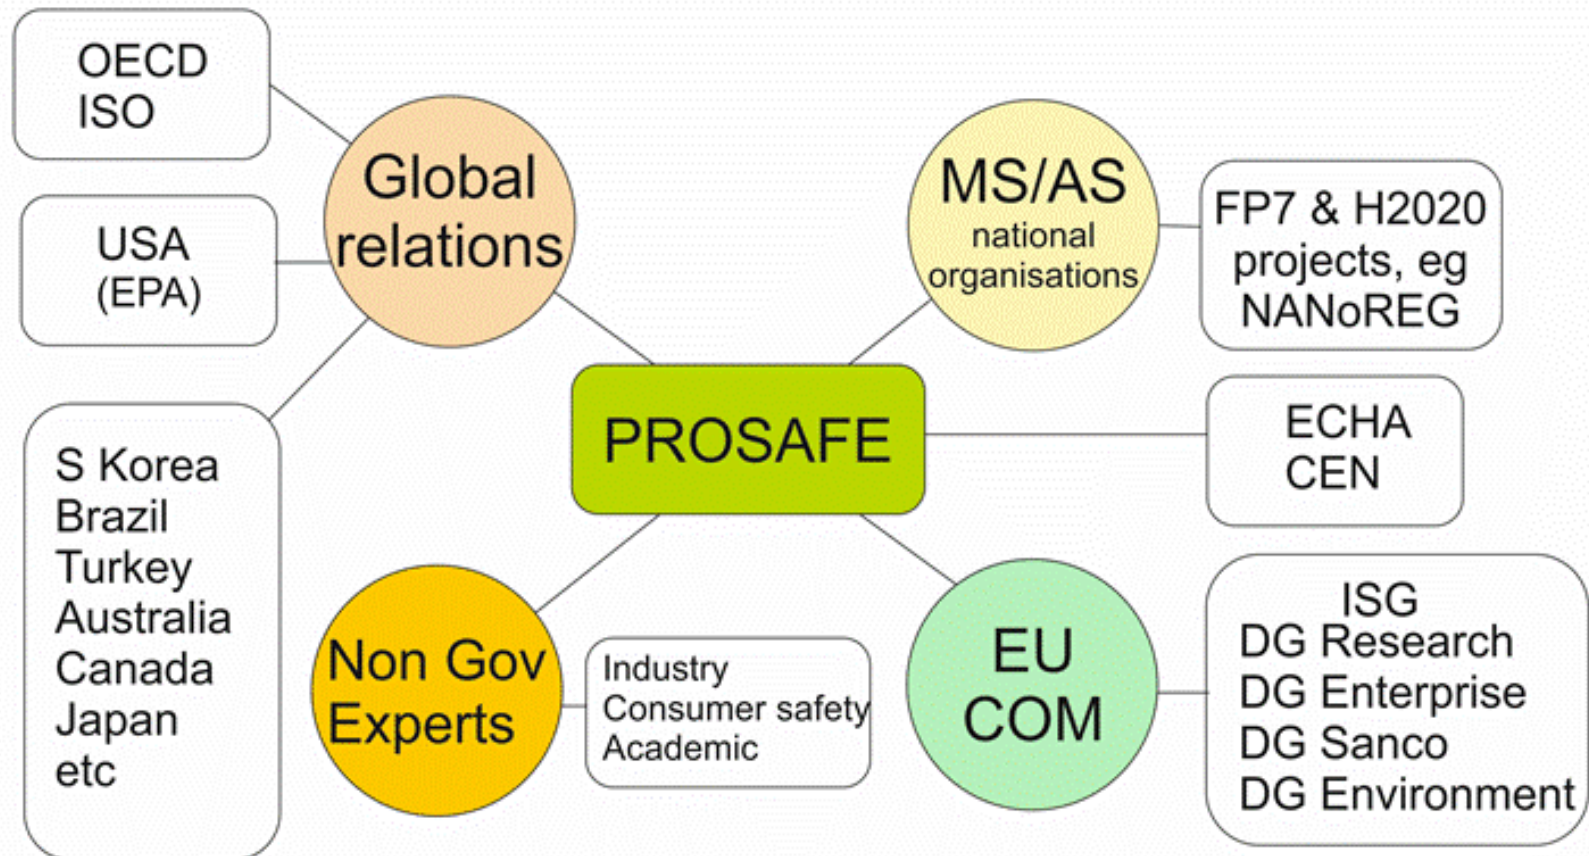 OECD
ISO
USA
(EPA)
S Korea
Brazil
Turkey
Australia
Canada
Japan
etc
Global
relations
MS/AS
national
organisations
FP7 & H2020
projects, eg
NANoREG
PROSAFE
ECHA
CEN
Non Gov
Experts
Industry
Consumer safety
Academic
EU
COM
ISG
DG Research
DG Enterprise
DG Sanco
DG Environment